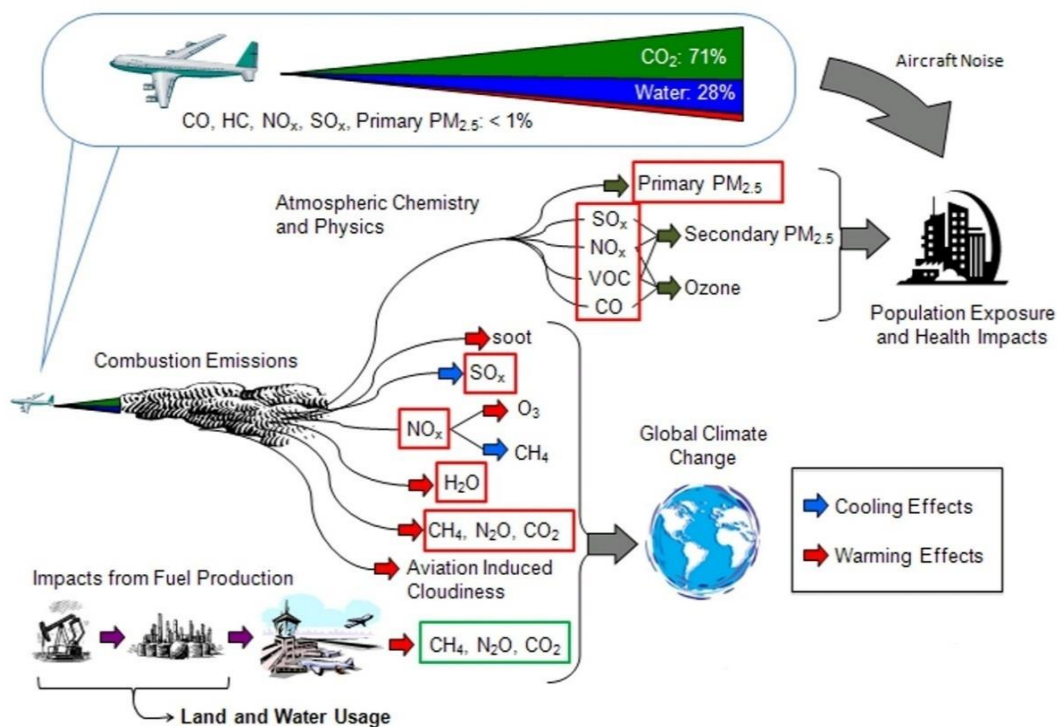 CO₂: 71%
Water: 28%
CO, HC, NOₓ, SOₓ, Primary PM₂.₅: < 1%
Aircraft Noise
Atmospheric Chemistry
and Physics
Primary PM₂.₅
SOₓ
NOₓ
VOC
CO
Secondary PM₂.₅
Ozone
Population Exposure
and Health Impacts
Combustion Emissions
soot
SOₓ
NOₓ
O₃
CH₄
H₂O
CH₄, N₂O, CO₂
Aviation Induced
Cloudiness
Global Climate
Change
Cooling Effects
Warming Effects
Impacts from Fuel Production
CH₄, N₂O, CO₂
Land and Water Usage